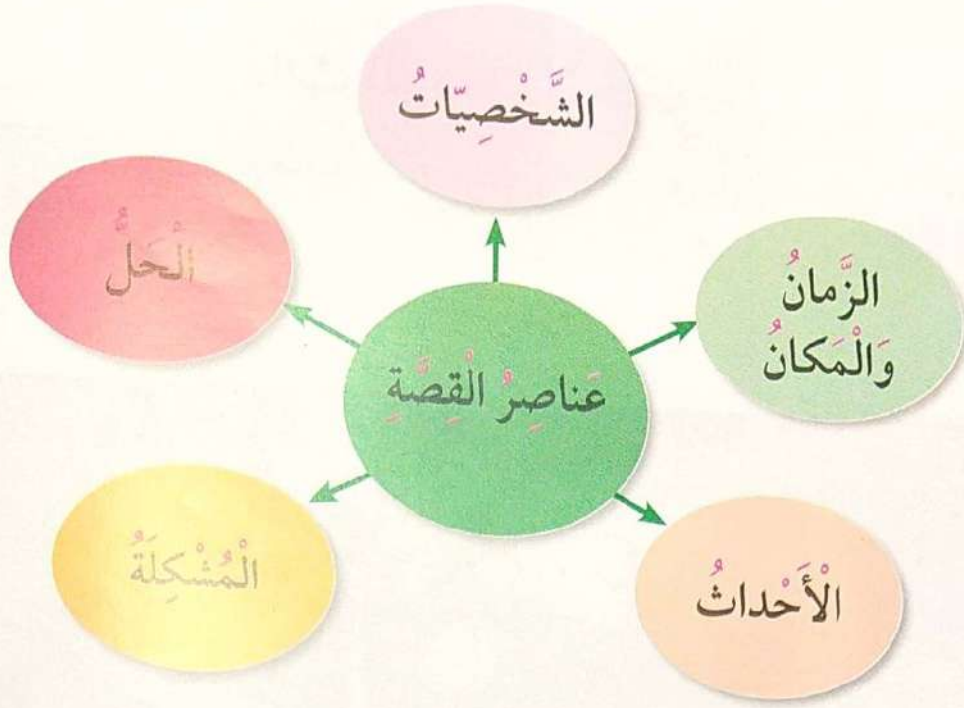 الشَّخْصِيّاتُ
الزَّمانُ
وَالْمَكانُ
الْحَلُّ
عَناصِرُ الْقِصَّةِ
الْمُشْكِلَةُ
الْأَحْداثُ